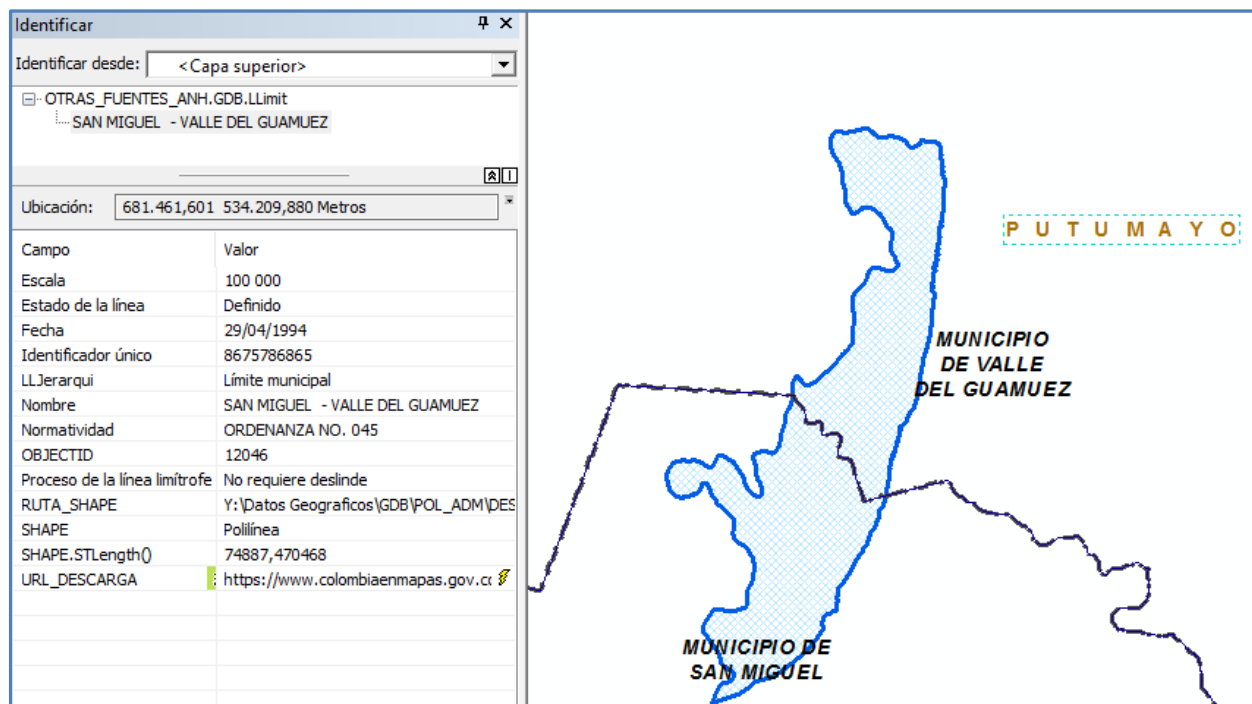 Identificar
Identificar desde: <Capa superior>
OTRAS_FUENTES_ANH.GDB.LLimit
SAN MIGUEL - VALLE DEL GUAMUEZ
Ubicación: 681.461,601 534.209,880 Metros
Campo Valor
Escala 100 000
Estado de la línea Definido
Fecha 29/04/1994
Identificador único 8675786865
LLJerarqui Límite municipal
Nombre SAN MIGUEL - VALLE DEL GUAMUEZ
Normatividad ORDENANZA NO. 045
OBJECTID 12046
Proceso de la línea limítrofe No requiere deslinde
RUTA_SHAPE Y:\Datos Geograficos\GDB\POL_ADM\DES
SHAPE Polilínea
SHAPE.STLength() 74887,470468
URL_DESCARGA https://www.colombiaenmapas.gov.cc
PUTUMAYO
MUNICIPIO
DE VALLE
DEL GUAMUEZ
MUNICIPIO DE
SAN MIGUEL